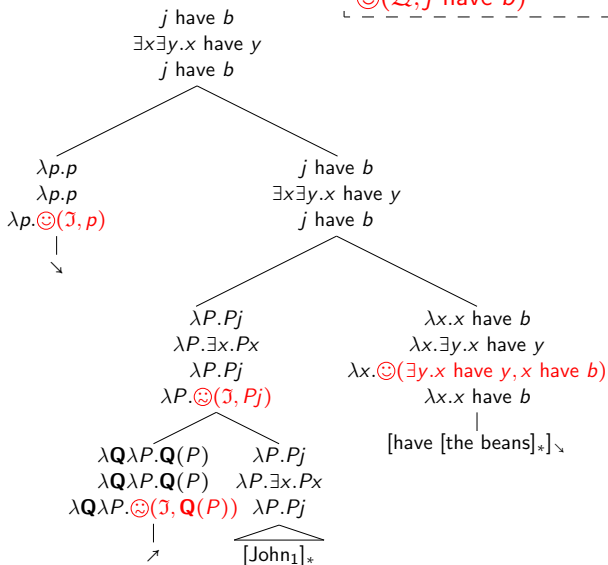 ☺(𝔔, j have b)
j have b
∃x∃y.x have y
j have b
λp.p
λp.p
λp.☺(ℑ, p)
↘
j have b
∃x∃y.x have y
j have b
λP.Pj
λP.∃x.Px
λP.Pj
λP.☹(ℑ, Pj)
λx.x have b
λx.∃y.x have y
λx.☺(∃y.x have y, x have b)
λx.x have b
[have [the beans]⁎]↘
λQλP.Q(P)
λQλP.Q(P)
λQλP.☹(ℑ, Q(P))
↗
λP.Pj
λP.∃x.Px
λP.Pj
[John₁]⁎